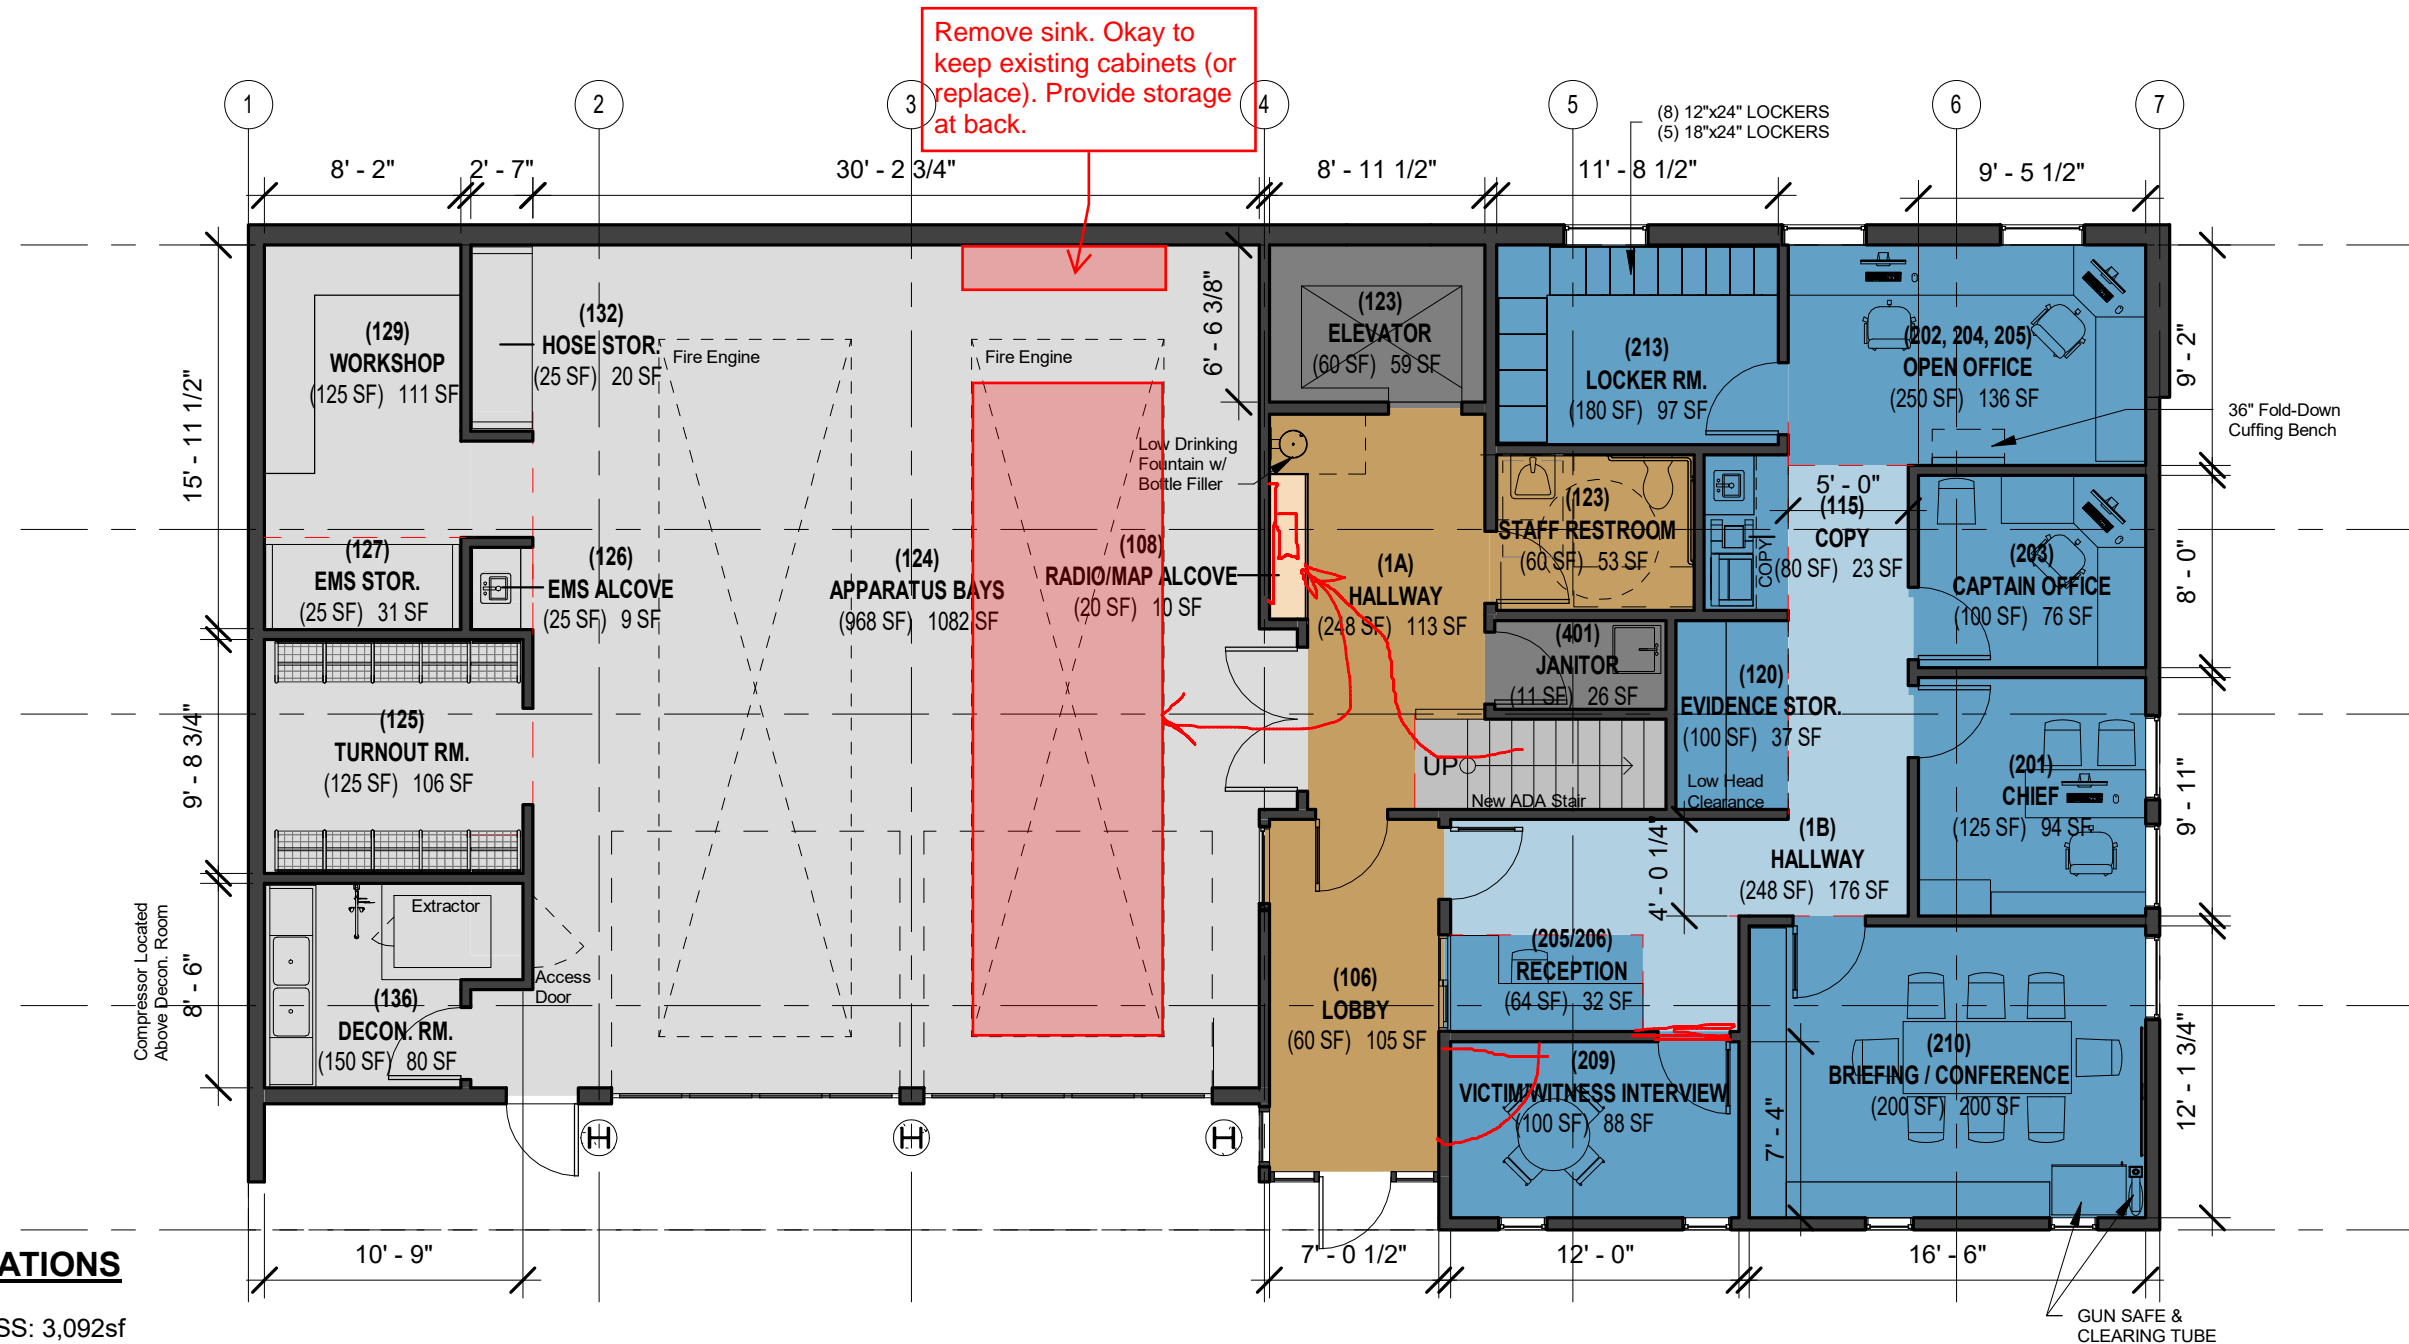 Remove sink. Okay to
keep existing cabinets (or
replace). Provide storage
at back.
1
2
3
4
5
6
7
(8) 12"x24" LOCKERS
(5) 18"x24" LOCKERS
8' - 2"
2' - 7"
30' - 2 3/4"
8' - 11 1/2"
11' - 8 1/2"
9' - 5 1/2"
15' - 11 1/2"
9' - 8 3/4"
8' - 6"
Compressor Located
Above Decon. Room
(129)
WORKSHOP
(125 SF) 111 SF
(132)
HOSE STOR.
(25 SF) 20 SF
Fire Engine
Fire Engine
6' - 6 3/8"
(123)
ELEVATOR
(60 SF) 59 SF
(213)
LOCKER RM.
(180 SF) 97 SF
(202, 204, 205)
OPEN OFFICE
(250 SF) 136 SF
9' - 2"
36" Fold-Down
Cuffing Bench
Low Drinking
Fountain w/
Bottle Filler
(127)
EMS STOR.
(25 SF) 31 SF
(126)
EMS ALCOVE
(25 SF) 9 SF
(124)
APPARATUS BAYS
(968 SF) 1082 SF
(108)
RADIO/MAP ALCOVE
(20 SF) 10 SF
(1A)
HALLWAY
(248 SF) 113 SF
(123)
STAFF RESTROOM
(60 SF) 53 SF
COPY
5' - 0"
(115)
COPY
(80 SF) 23 SF
(203)
CAPTAIN OFFICE
(100 SF) 76 SF
8' - 0"
(401)
JANITOR
(11 SF) 26 SF
(120)
EVIDENCE STOR.
(100 SF) 37 SF
Low Head
Clearance
(125)
TURNOUT RM.
(125 SF) 106 SF
UP
New ADA Stair
(201)
CHIEF
(125 SF) 94 SF
9' - 11"
(1B)
HALLWAY
(248 SF) 176 SF
4' - 0 1/4"
Extractor
Access
Door
(136)
DECON. RM.
(150 SF) 80 SF
(106)
LOBBY
(60 SF) 105 SF
(205/206)
RECEPTION
(64 SF) 32 SF
(209)
VICTIM/WITNESS INTERVIEW
(100 SF) 88 SF
(210)
BRIEFING / CONFERENCE
(200 SF) 200 SF
7' - 4"
12' - 1 3/4"
H
H
H
10' - 9"
7' - 0 1/2"
12' - 0"
16' - 6"
GUN SAFE &
CLEARING TUBE
ATIONS
SS: 3,092sf